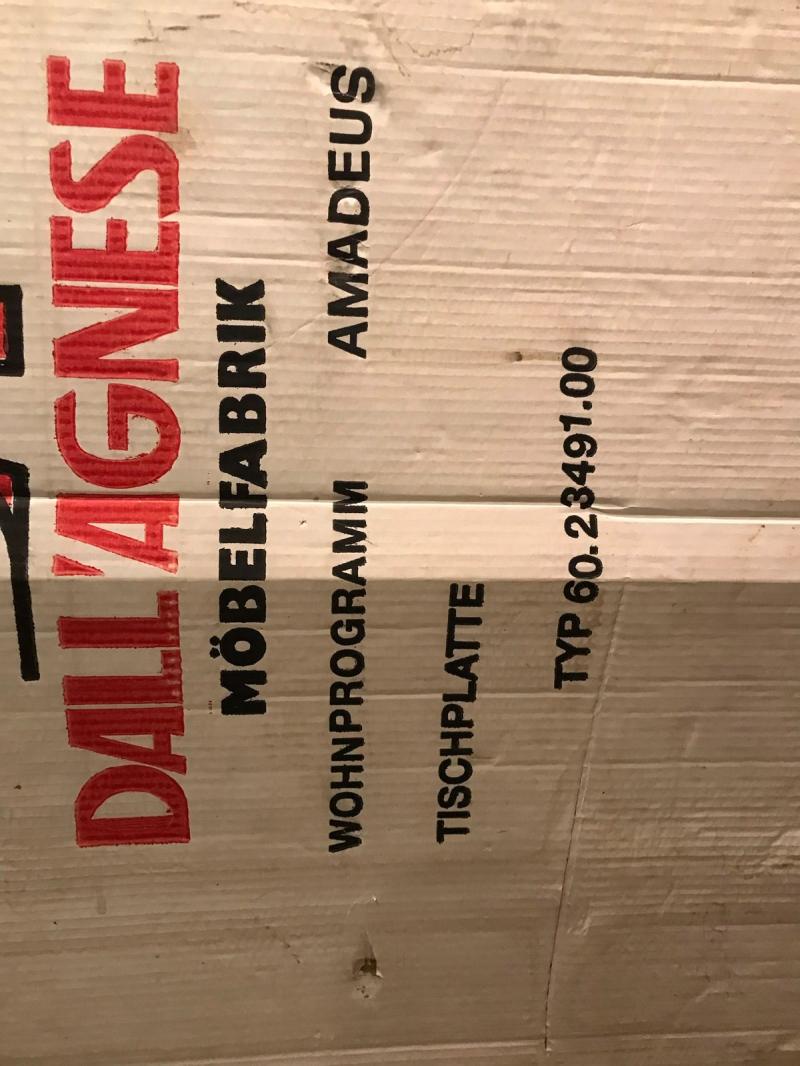 DALL'AGNESE
MÖBELFABRIK
WOHNPROGRAMM AMADEUS
TISCHPLATTE
TYP 60.23491.00